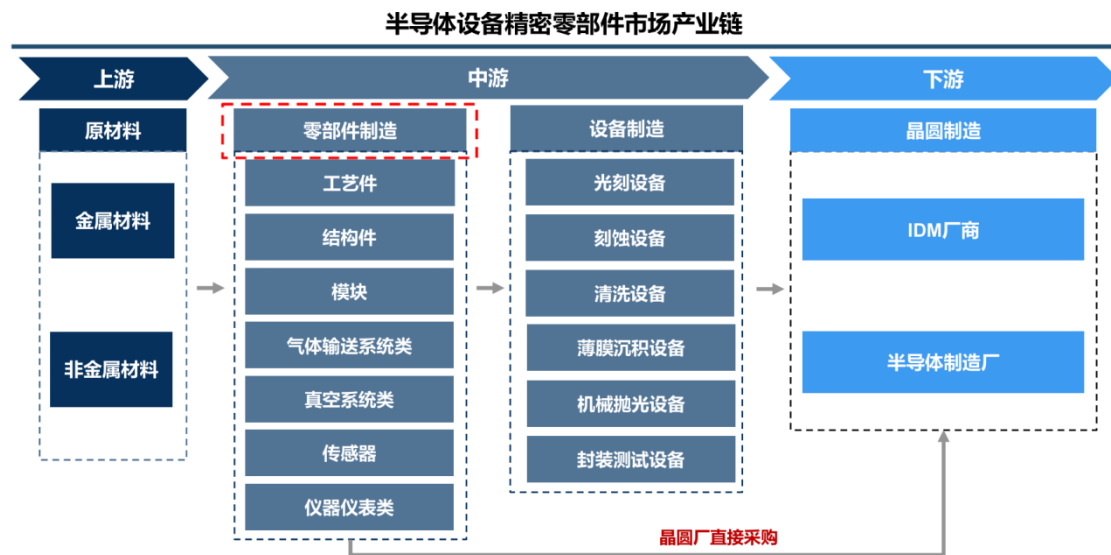 半导体设备精密零部件市场产业链
上游
中游
下游
原材料
零部件制造
设备制造
晶圆制造
金属材料
非金属材料
工艺件
结构件
模块
气体输送系统类
真空系统类
传感器
仪器仪表类
光刻设备
刻蚀设备
清洗设备
薄膜沉积设备
机械抛光设备
封装测试设备
IDM厂商
半导体制造厂
晶圆厂直接采购